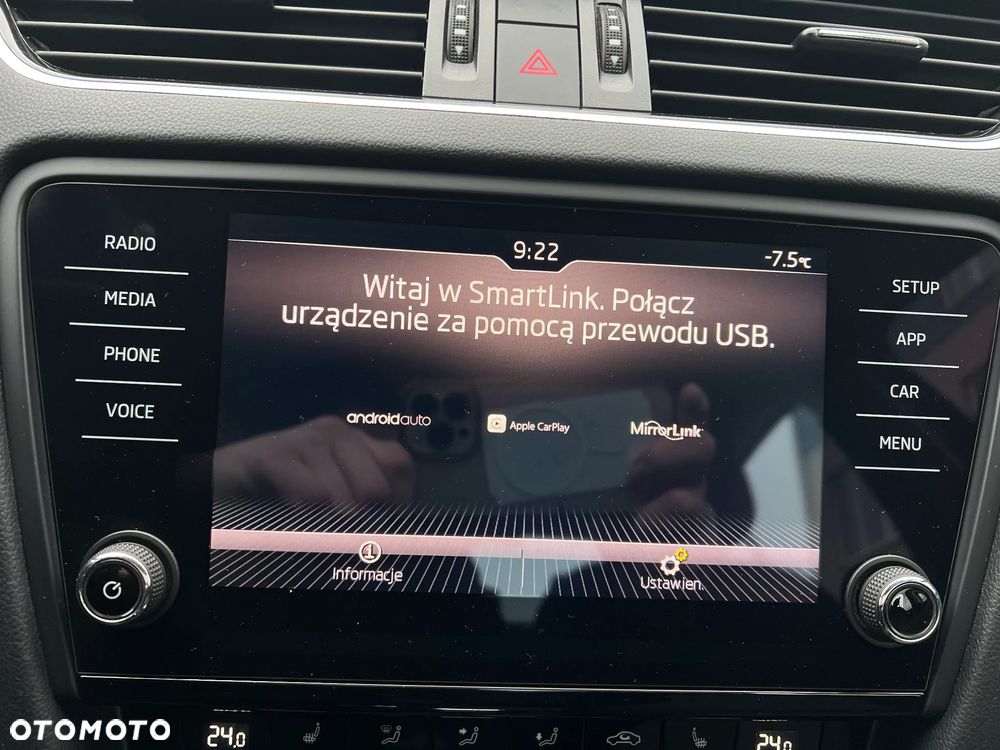 RADIO
MEDIA
PHONE
VOICE
9:22
-7.5°C
Witaj w SmartLink. Połącz
urządzenie za pomocą przewodu USB.
androidauto
Apple CarPlay
MirrorLink
Informacje
Ustawien.
SETUP
APP
CAR
MENU
24.0
24.0
OTOMOTO